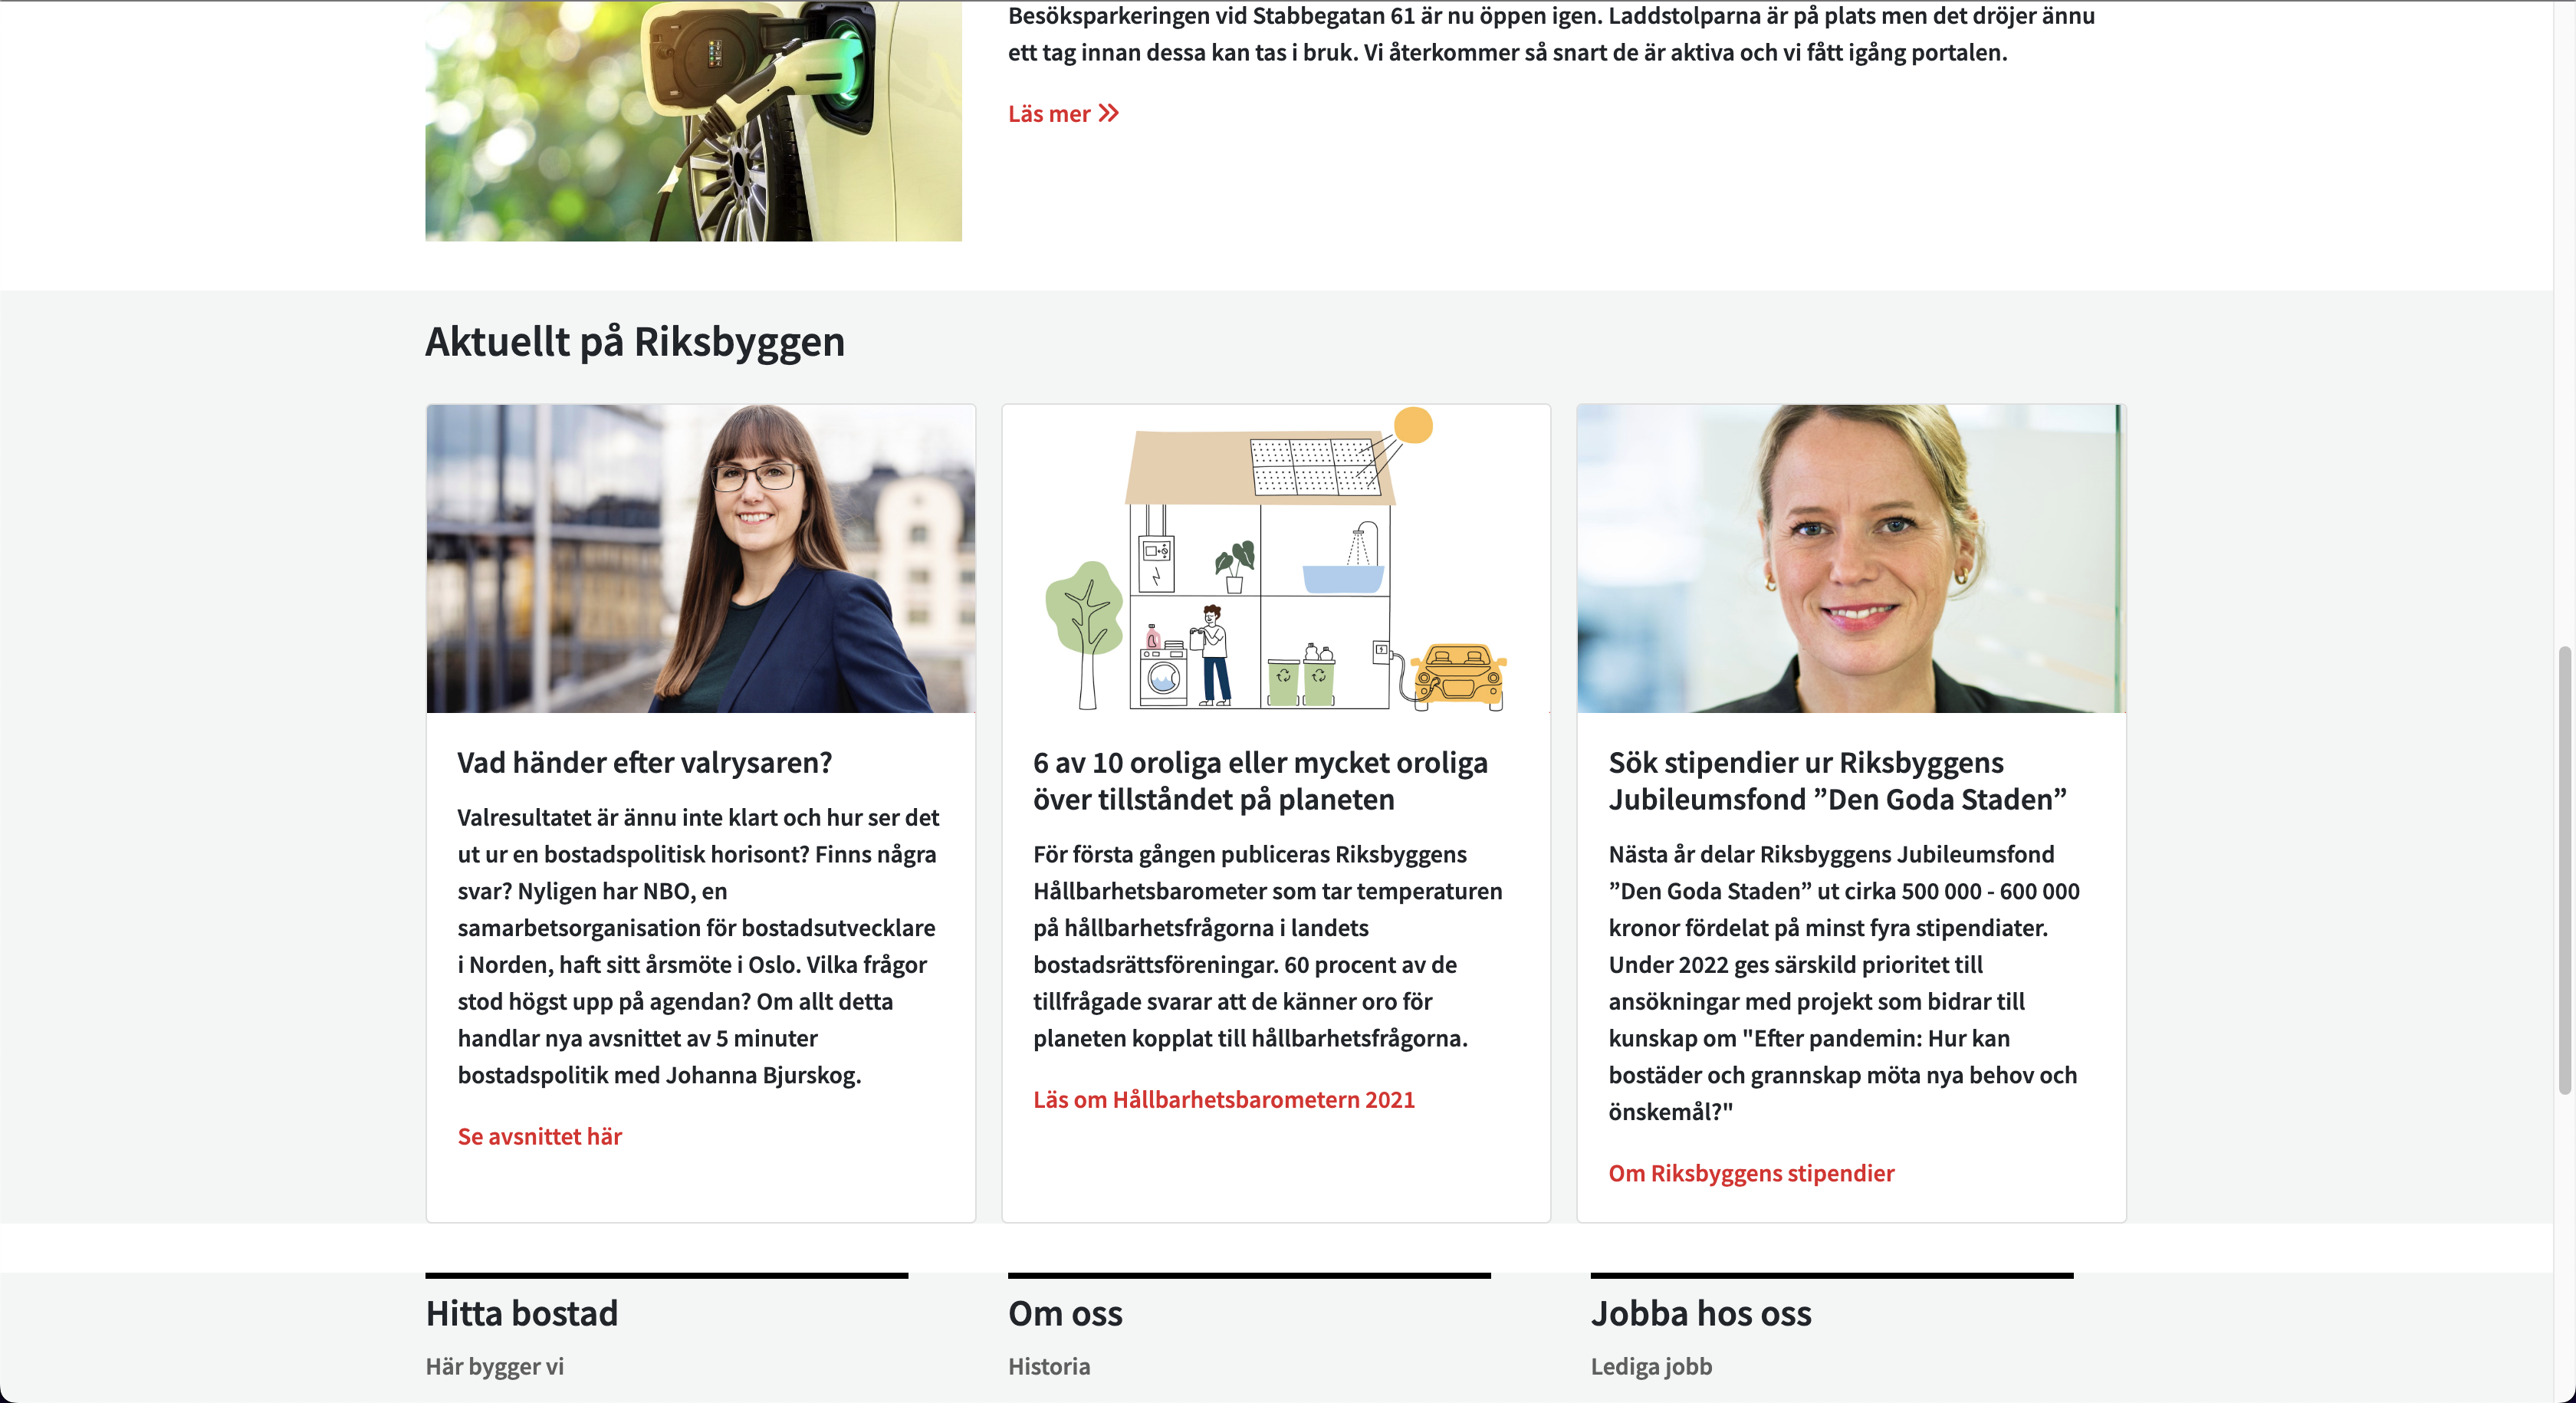 Besöksparkeringen vid Stabbegatan 61 är nu öppen igen. Laddstolparna är på plats men det dröjer ännu
ett tag innan dessa kan tas i bruk. Vi återkommer så snart de är aktiva och vi fått igång portalen.
Läs mer
Aktuellt på Riksbyggen
Vad händer efter valrysaren?
Valresultatet är ännu inte klart och hur ser det
ut ur en bostadspolitisk horisont? Finns några
svar? Nyligen har NBO, en
samarbetsorganisation för bostadsutvecklare
i Norden, haft sitt årsmöte i Oslo. Vilka frågor
stod högst upp på agendan? Om allt detta
handlar nya avsnittet av 5 minuter
bostadspolitik med Johanna Bjurskog.
Se avsnittet här
6 av 10 oroliga eller mycket oroliga
över tillståndet på planeten
För första gången publiceras Riksbyggens
Hållbarhetsbarometer som tar temperaturen
på hållbarhetsfrågorna i landets
bostadsrättsföreningar. 60 procent av de
tillfrågade svarar att de känner oro för
planeten kopplat till hållbarhetsfrågorna.
Läs om Hållbarhetsbarometern 2021
Sök stipendier ur Riksbyggens
Jubileumsfond ”Den Goda Staden”
Nästa år delar Riksbyggens Jubileumsfond
”Den Goda Staden” ut cirka 500 000 - 600 000
kronor fördelat på minst fyra stipendiater.
Under 2022 ges särskild prioritet till
ansökningar med projekt som bidrar till
kunskap om "Efter pandemin: Hur kan
bostäder och grannskap möta nya behov och
önskemål?"
Om Riksbyggens stipendier
Hitta bostad
Här bygger vi
Om oss
Historia
Jobba hos oss
Lediga jobb